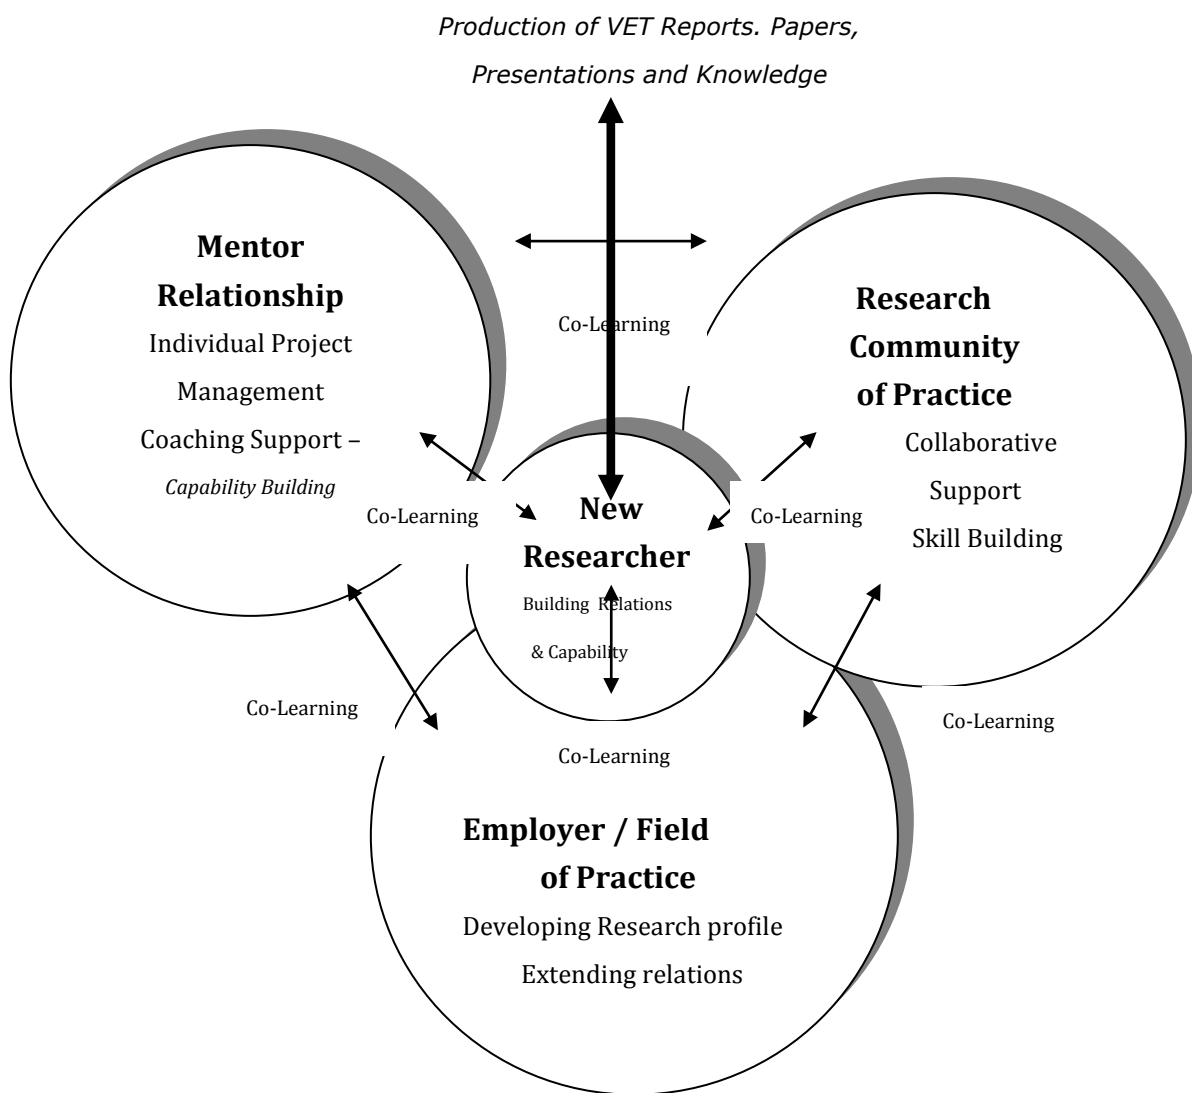 Production of VET Reports. Papers,
Presentations and Knowledge
Mentor
Relationship
Individual Project
Management
Coaching Support –
Capability Building
Co-Learning
Research
Community
of Practice
Collaborative
Support
Skill Building
Co-Learning
New
Researcher
Building Relations
& Capability
Co-Learning
Co-Learning
Co-Learning
Co-Learning
Employer / Field
of Practice
Developing Research profile
Extending relations